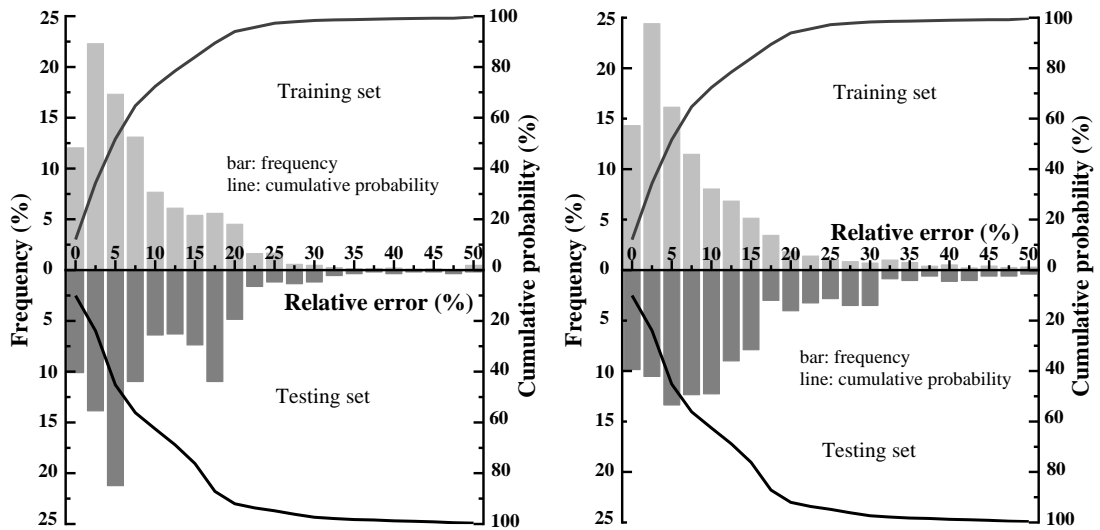 25
20
15
10
5
0
5
10
15
20
25
Frequency (%)
Training set
bar: frequency
line: cumulative probability
0 5 10 15 20 25 30 35 40 45 50
Relative error (%)
Testing set
100
80
60
40
20
0
20
40
60
80
100
Cumulative probability (%)
25
20
15
10
5
0
5
10
15
20
25
Frequency (%)
Training set
Relative error (%)
0 5 10 15 20 25 30 35 40 45 50
bar: frequency
line: cumulative probability
Testing set
100
80
60
40
20
0
20
40
60
80
100
Cumulative probability (%)